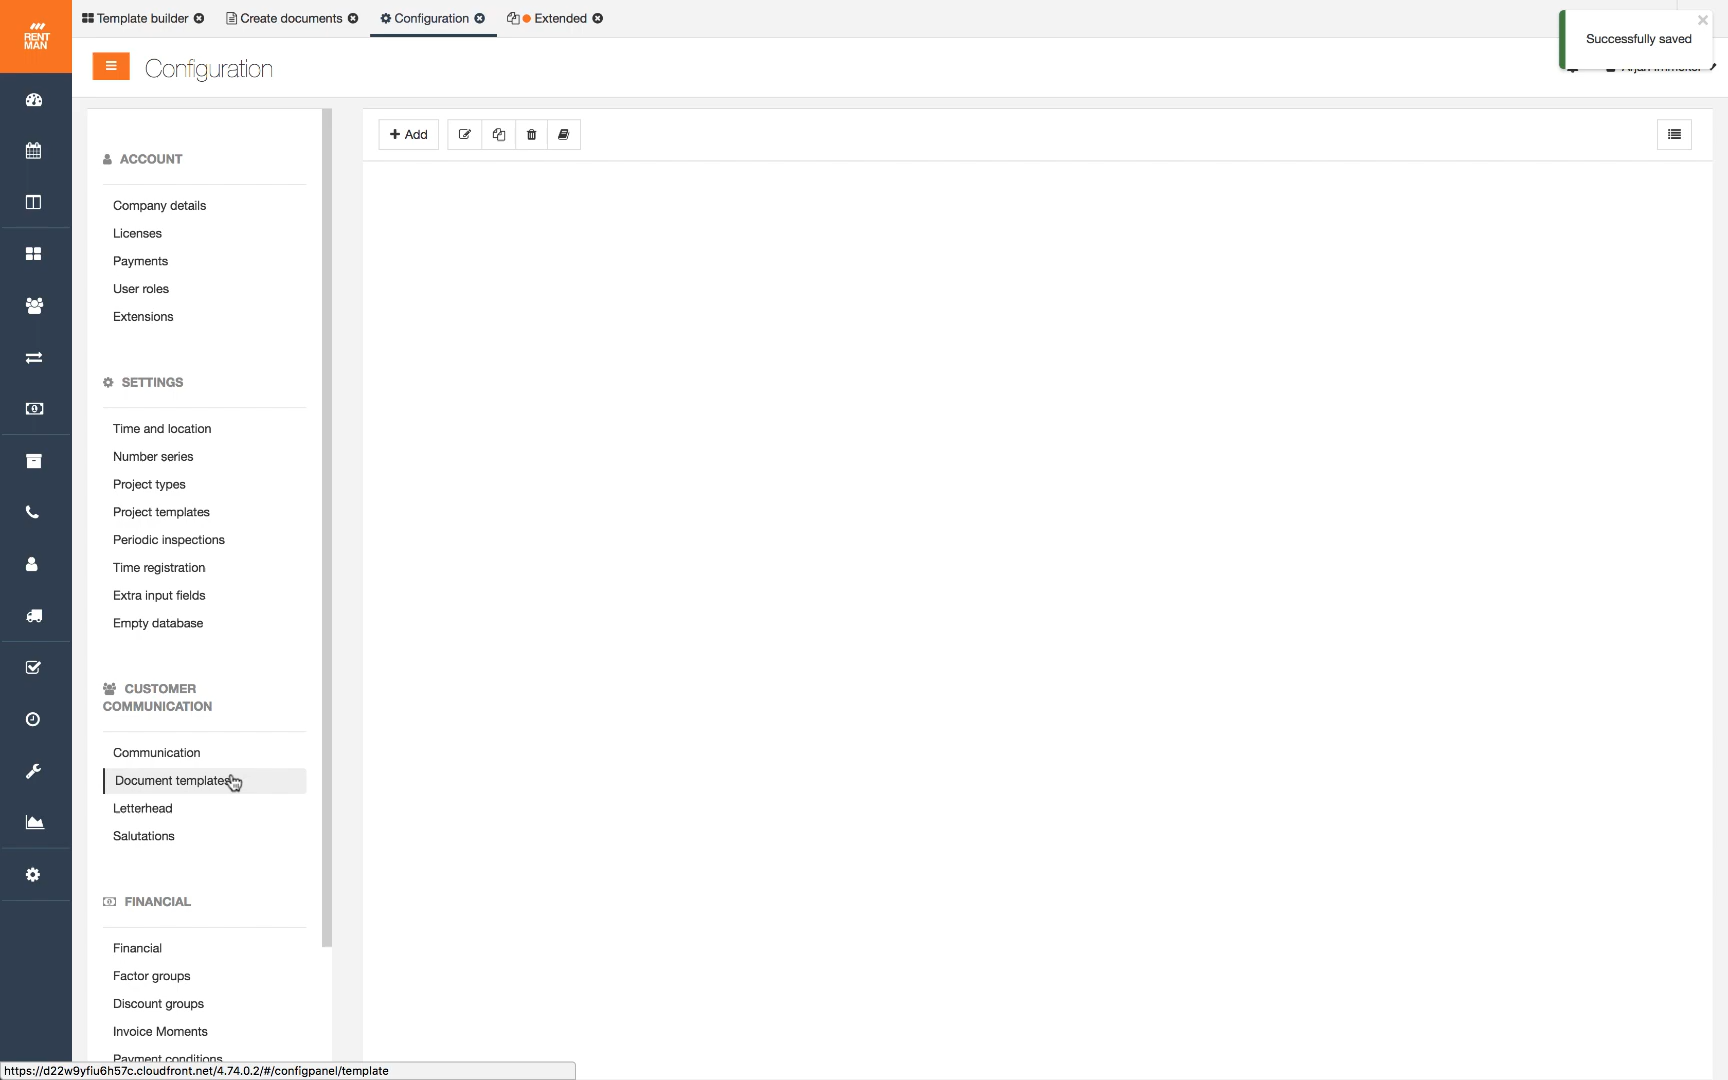 RENT
MAN
Template builder
Create documents
Configuration
Extended
Successfully saved
Configuration
Add
ACCOUNT
Company details
Licenses
Payments
User roles
Extensions
SETTINGS
Time and location
Number series
Project types
Project templates
Periodic inspections
Time registration
Extra input fields
Empty database
CUSTOMER
COMMUNICATION
Communication
Document templates
Letterhead
Salutations
FINANCIAL
Financial
Factor groups
Discount groups
Invoice Moments
Payment conditions
https://d22w9yfiu6h57c.cloudfront.net/4.74.0.2/#/configpanel/template